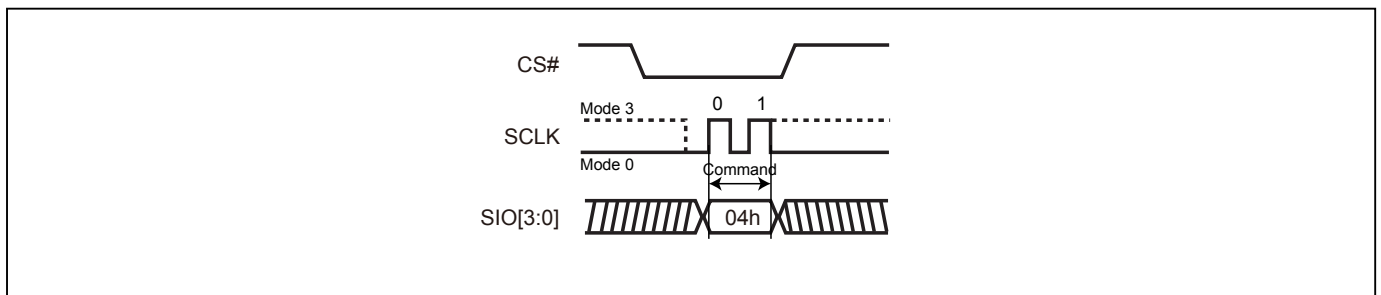 CS#
Mode 3 0 1
SCLK
Mode 0 Command
SIO[3:0] 04h